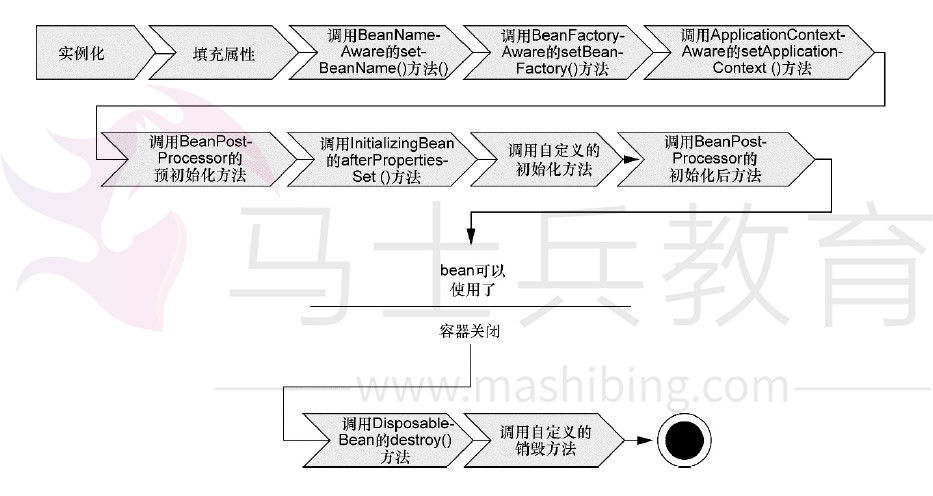 实例化
填充属性
调用BeanName-
Aware的set-
BeanName()方法()
调用BeanFactory-
Aware的setBean-
Factory()方法
调用ApplicationContext-
Aware的setApplication-
Context ()方法
调用BeanPost-
Processor的
预初始化方法
调用InitializingBean
的afterProperties-
Set ()方法
调用自定义的
初始化方法
调用BeanPost-
Processor的
初始化后方法
马士兵教育
bean可以
使用了
容器关闭
www.mashibing.com
调用Disposable-
Bean的destroy()
方法
调用自定义的
销毁方法